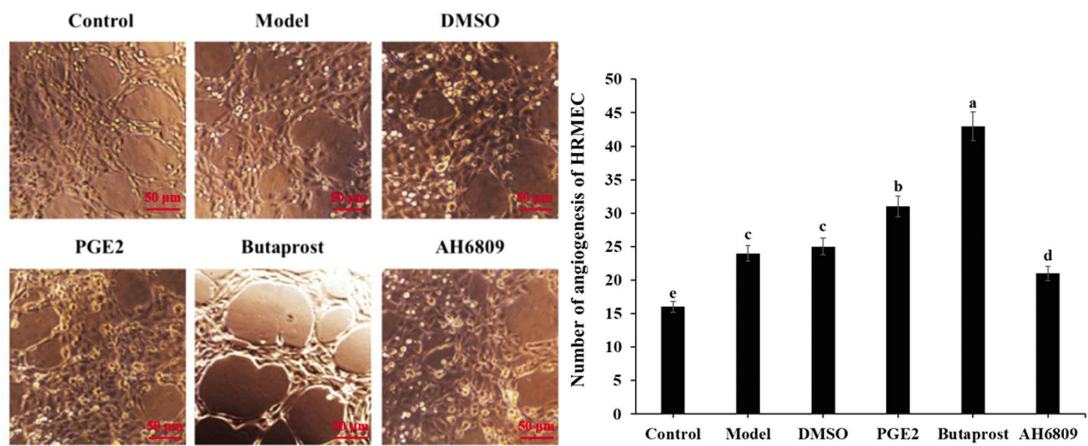 Control Model DMSO
50 μm 50 μm 50 μm
PGE2 Butaprost AH6809
50 μm 50 μm 50 μm
Number of angiogenesis of HRMEC
50
45
40
35
30
25
20
15
10
5
0
e
c
c
b
a
d
Control Model DMSO PGE2 Butaprost AH6809